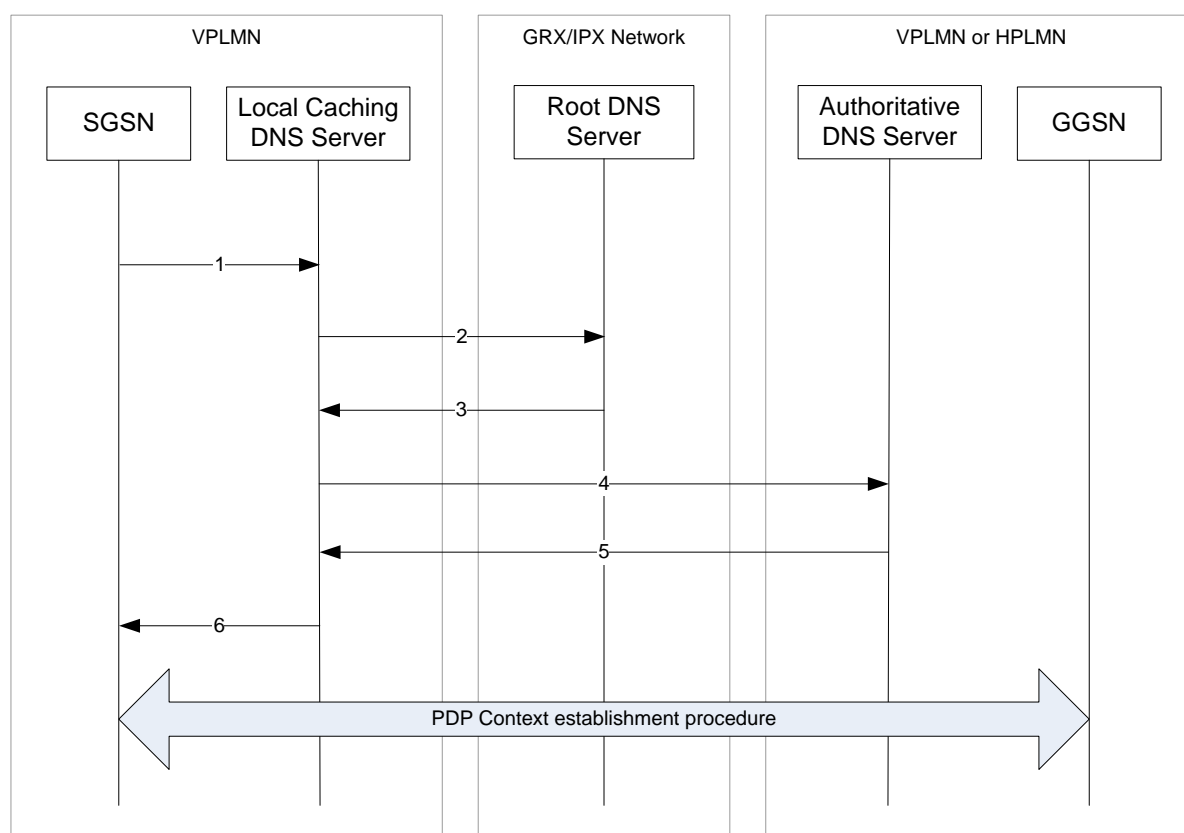 VPLMN
GRX/IPX Network
VPLMN or HPLMN
SGSN
Local Caching
DNS Server
Root DNS
Server
Authoritative
DNS Server
GGSN
1
2
3
4
5
6
PDP Context establishment procedure